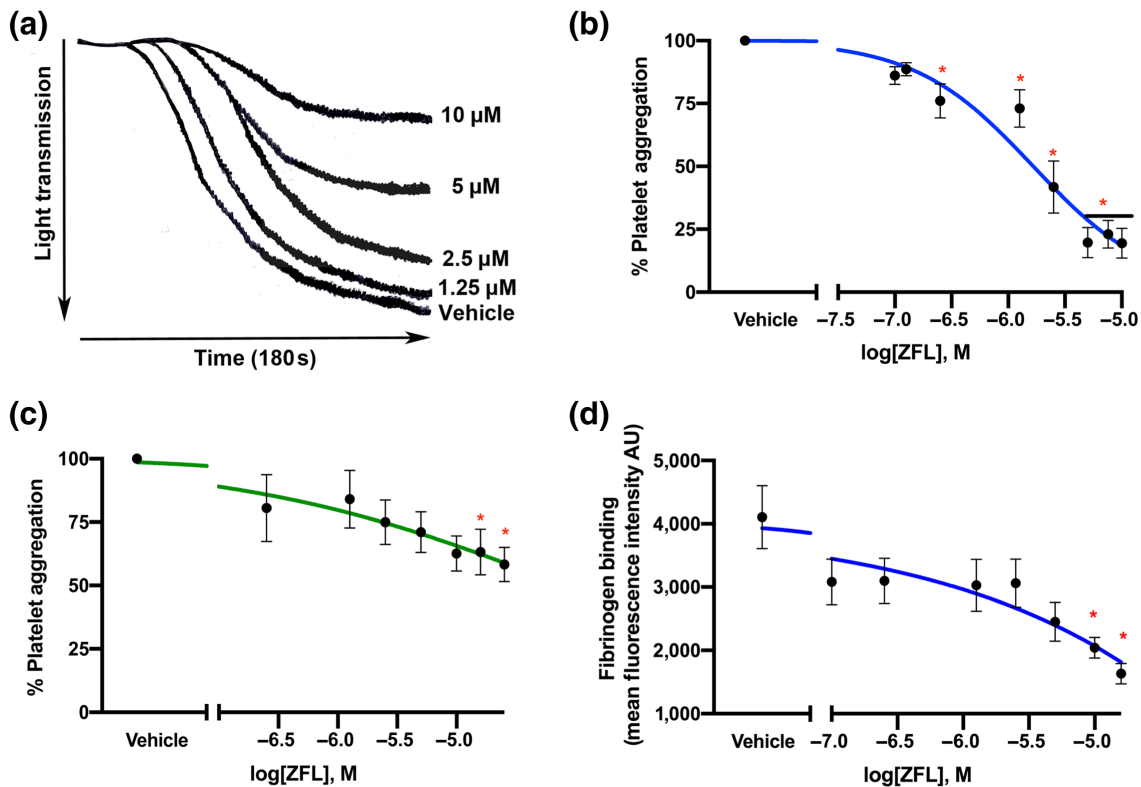 (a)
Light transmission
10 µM
5 µM
2.5 µM
1.25 µM
Vehicle
Time (180 s)
(b)
% Platelet aggregation
100
75
50
25
0
*
*
*
*
Vehicle
–7.5 –7.0 –6.5 –6.0 –5.5 –5.0
log[ZFL], M
(c)
% Platelet aggregation
100
75
50
25
0
*
*
Vehicle
–6.5 –6.0 –5.5 –5.0
log[ZFL], M
(d)
Fibrinogen binding
(mean fluorescence intensity AU)
5,000
4,000
3,000
2,000
1,000
*
*
Vehicle
–7.0 –6.5 –6.0 –5.5 –5.0
log[ZFL], M